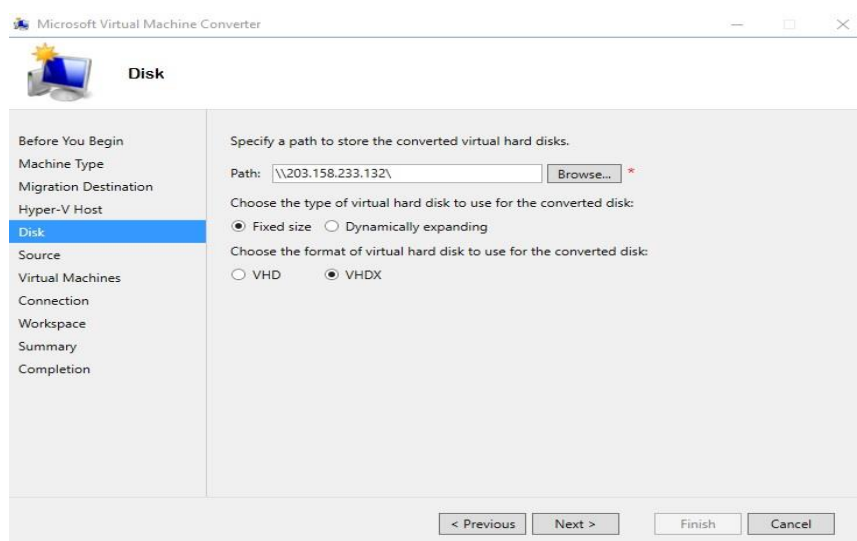 Microsoft Virtual Machine Converter
Disk
Before You Begin
Machine Type
Migration Destination
Hyper-V Host
Disk
Source
Virtual Machines
Connection
Workspace
Summary
Completion
Specify a path to store the converted virtual hard disks.
Path: \\203.158.233.132\ Browse... *
Choose the type of virtual hard disk to use for the converted disk:
Fixed size Dynamically expanding
Choose the format of virtual hard disk to use for the converted disk:
VHD VHDX
< Previous Next > Finish Cancel